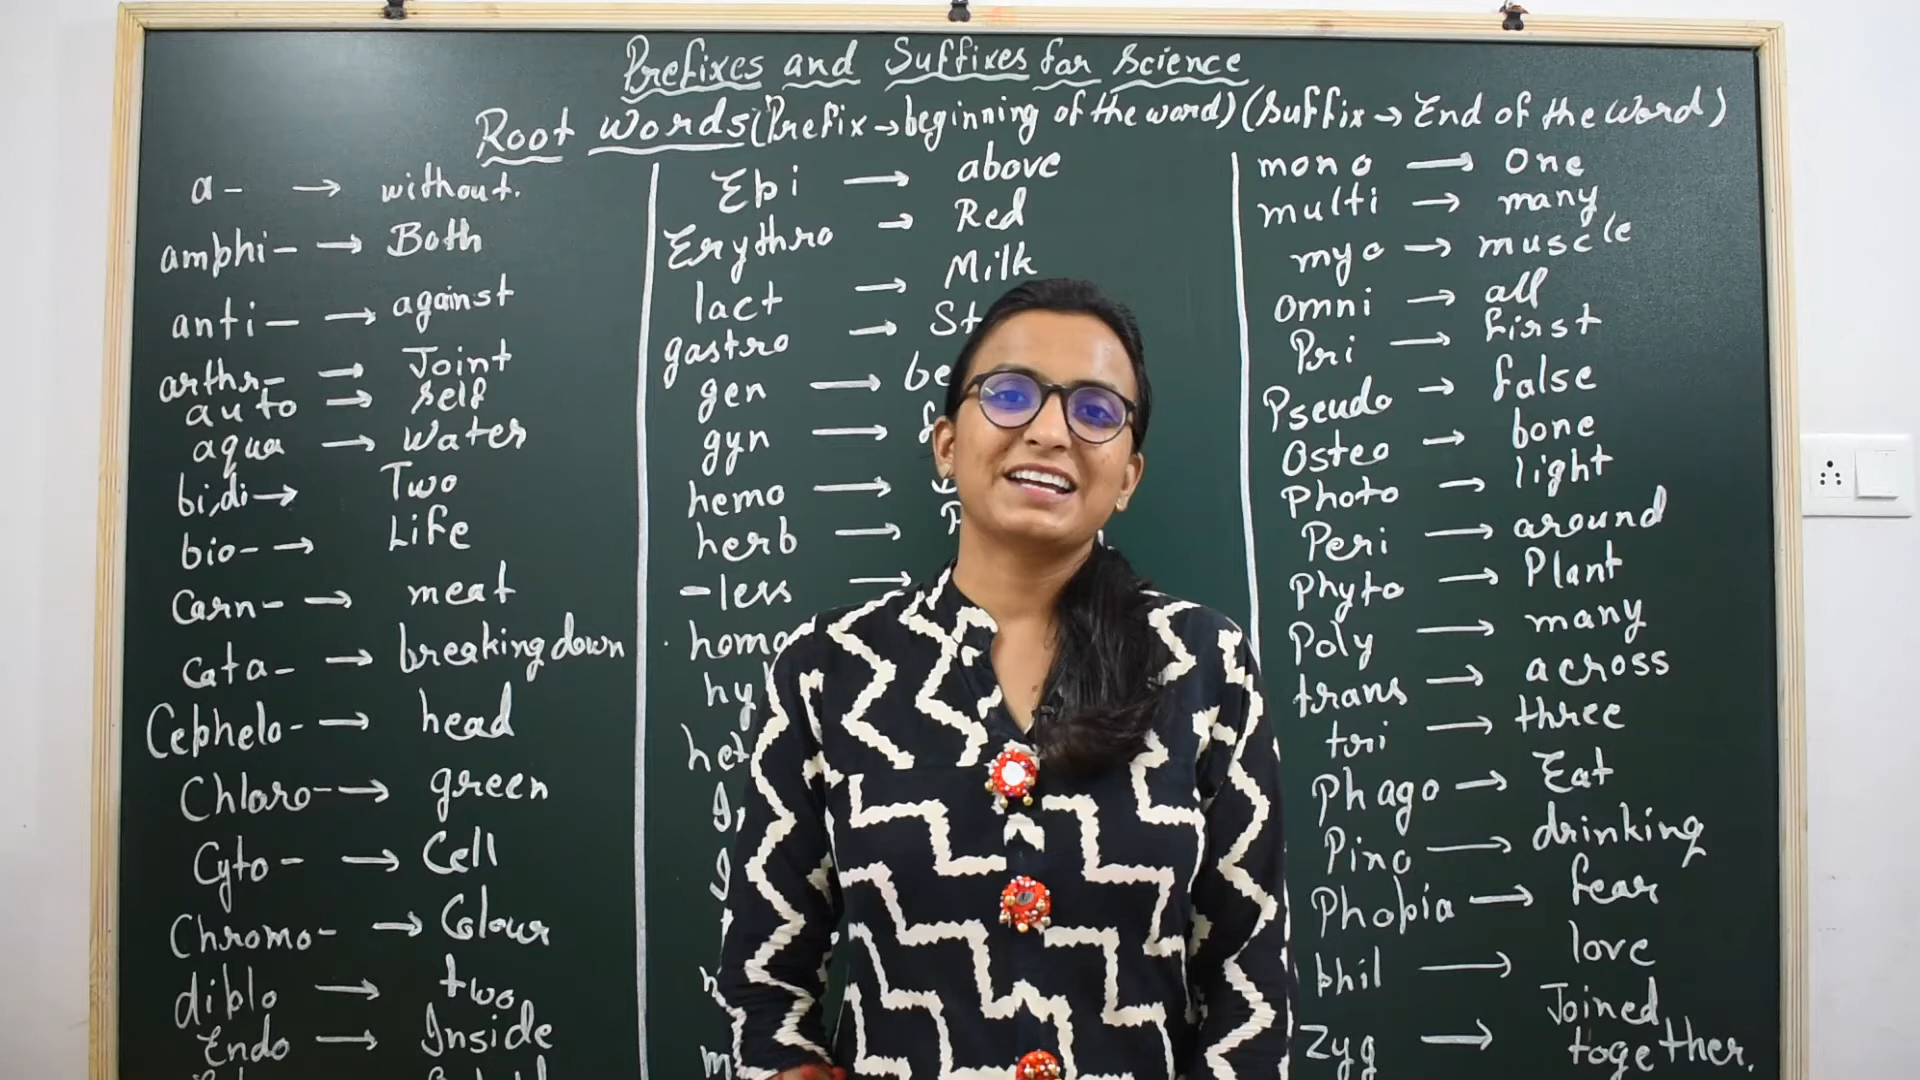 Prefixes and Suffixes for Science
Root words (Prefix → beginning of the word) (Suffix → End of the word)
a- → without.
amphi- → Both
anti- → against
arthr- → Joint
auto → self
aqua → Water
bi, di → Two
bio- → Life
Carn- → meat
Cata- → breaking down
Cephelo- → head
Chloro- → green
Cyto- → Cell
Chromo- → Colour
diplo → two
Endo → Inside
Epi → above
Erythro → Red
lact → Milk
gastro → St
gen → be
gyn →
hemo →
herb →
-less →
homo
hy
het
mono → One
multi → many
myo → muscle
Omni → all
Pri → first
Pseudo → false
Osteo → bone
Photo → light
Peri → around
Phyto → Plant
Poly → many
trans → across
tri → three
Phago → Eat
Pino → drinking
Phobia → fear
phil → love
Zyg → Joined
together.